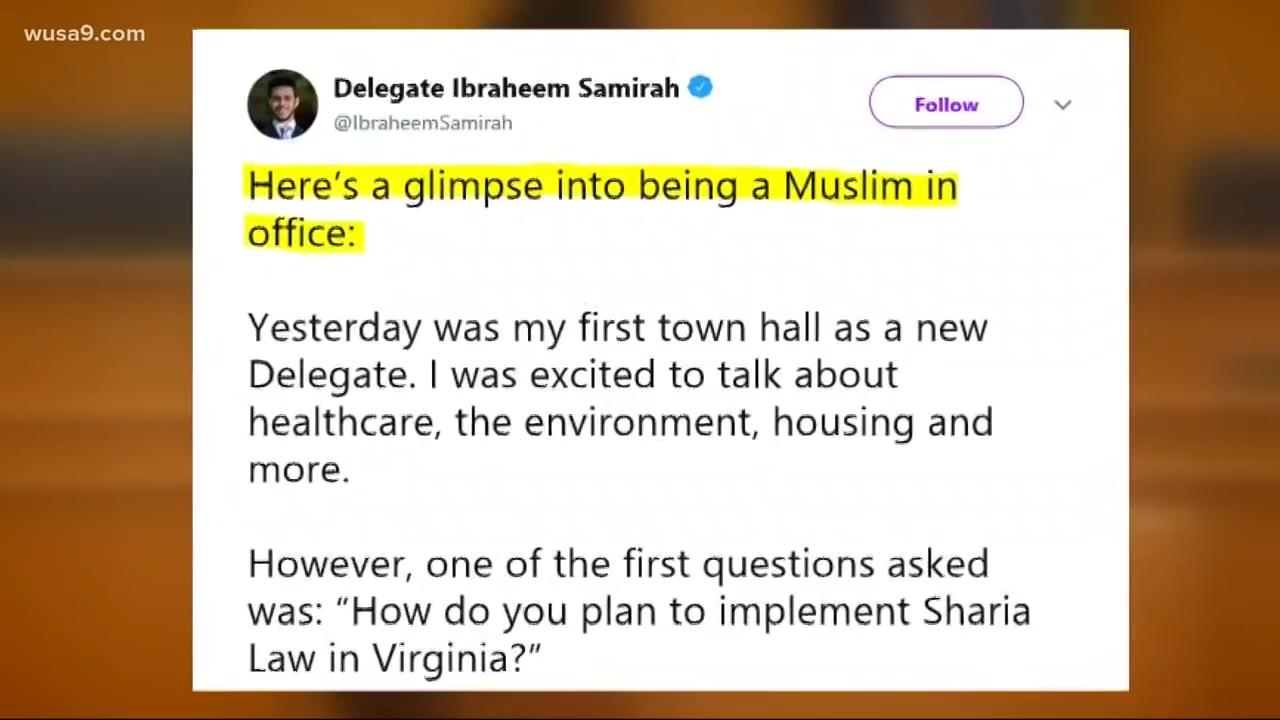 wusa9.com
Delegate Ibraheem Samirah
@IbraheemSamirah
Follow
Here's a glimpse into being a Muslim in
office:
Yesterday was my first town hall as a new
Delegate. I was excited to talk about
healthcare, the environment, housing and
more.
However, one of the first questions asked
was: “How do you plan to implement Sharia
Law in Virginia?”